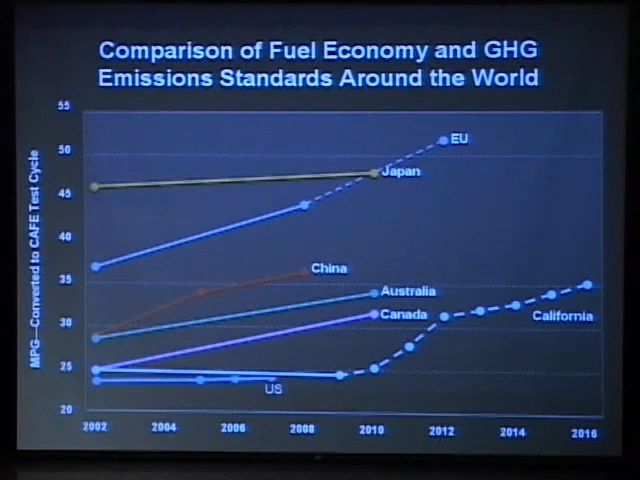 Comparison of Fuel Economy and GHG
Emissions Standards Around the World
MPG—Converted to CAFE Test Cycle
55
50
45
40
35
30
25
20
EU
Japan
China
Australia
Canada
California
US
2002
2004
2006
2008
2010
2012
2014
2016